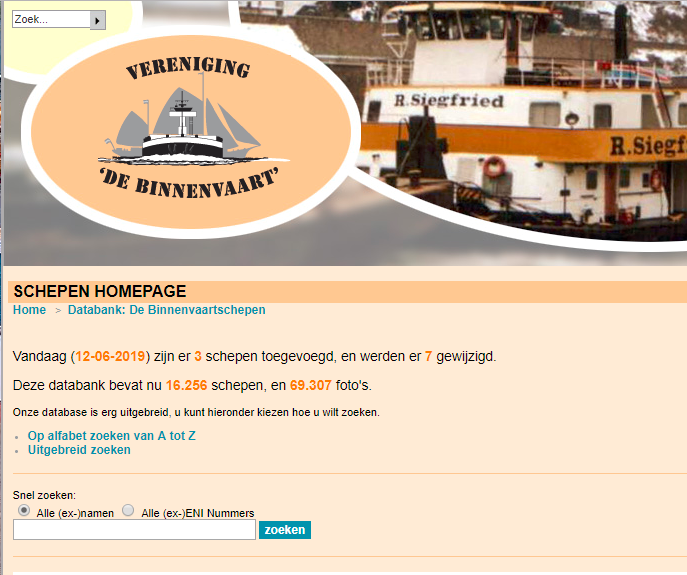 Zoek...
VERENIGING
'DE BINNENVAART'
R.Siegfried
R.Siegf
SCHEPEN HOMEPAGE
Home > Databank: De Binnenvaartschepen
Vandaag (12-06-2019) zijn er 3 schepen toegevoegd, en werden er 7 gewijzigd.
Deze databank bevat nu 16.256 schepen, en 69.307 foto's.
Onze database is erg uitgebreid, u kunt hieronder kiezen hoe u wilt zoeken.
Op alfabet zoeken van A tot Z
Uitgebreid zoeken
Snel zoeken:
Alle (ex-)namen Alle (ex-)ENI Nummers
zoeken